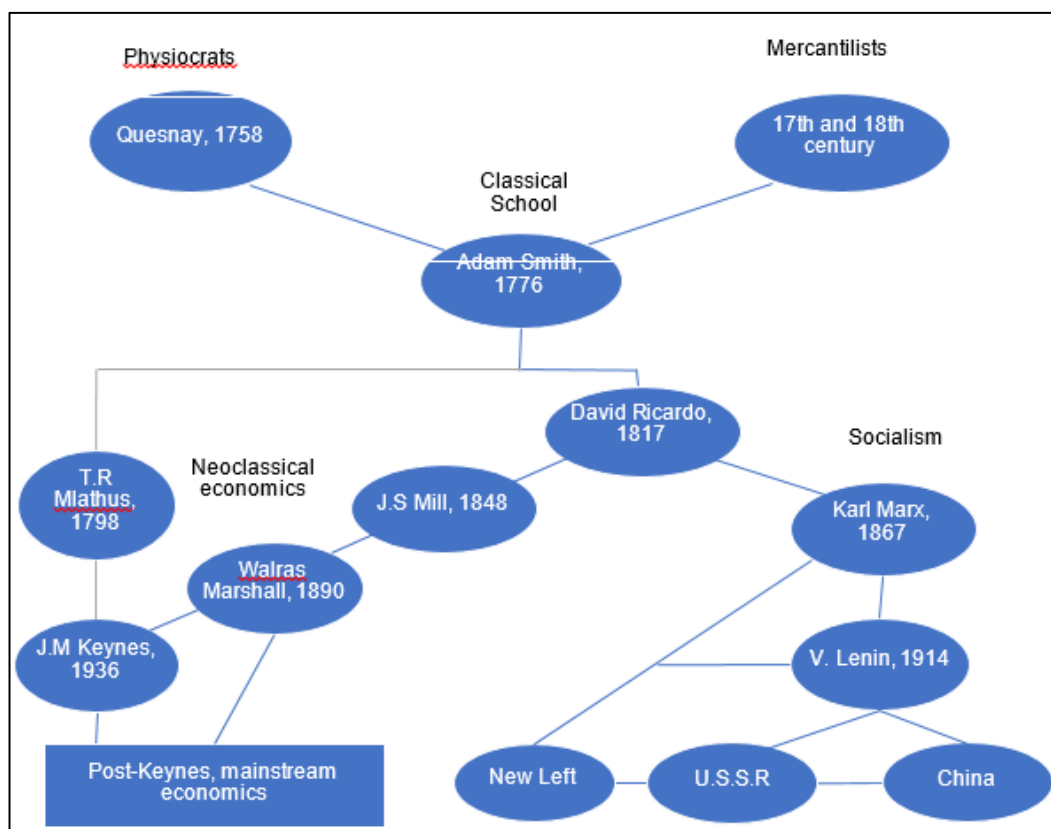 Physiocrats
Mercantilists
Quesnay, 1758
17th and 18th
century
Classical
School
Adam Smith,
1776
David Ricardo,
1817
Socialism
Neoclassical
economics
T.R
Mlathus,
1798
J.S Mill, 1848
Karl Marx,
1867
Walras
Marshall, 1890
J.M Keynes,
1936
V. Lenin, 1914
Post-Keynes, mainstream
economics
New Left
U.S.S.R
China